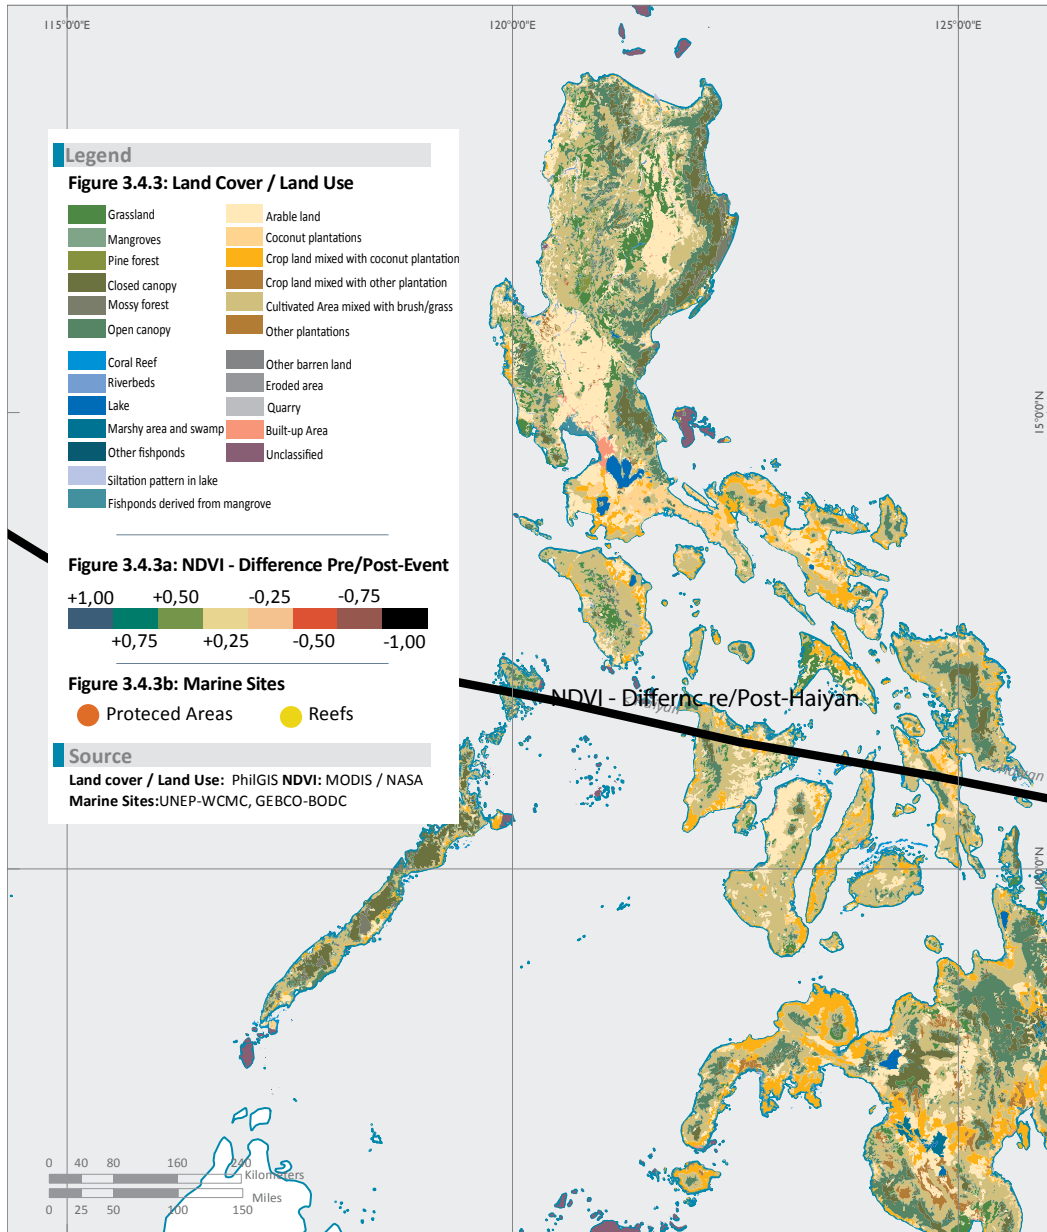 115°0'0"E
120°0'0"E
125°0'0"E
Legend
Figure 3.4.3: Land Cover / Land Use
Grassland
Mangroves
Pine forest
Closed canopy
Mossy forest
Open canopy
Coral Reef
Riverbeds
Lake
Marshy area and swamp
Other fishponds
Siltation pattern in lake
Fishponds derived from mangrove
Arable land
Coconut plantations
Crop land mixed with coconut plantation
Crop land mixed with other plantation
Cultivated Area mixed with brush/grass
Other plantations
Other barren land
Eroded area
Quarry
Built-up Area
Unclassified
15°0'0"N
Figure 3.4.3a: NDVI - Difference Pre/Post-Event
+1,00 +0,50 -0,25 -0,75
+0,75 +0,25 -0,50 -1,00
Figure 3.4.3b: Marine Sites
Proteced Areas Reefs
NDVI - Differnc re/Post-Haiyan
Source
Land cover / Land Use: PhilGIS NDVI: MODIS / NASA
Marine Sites:UNEP-WCMC, GEBCO-BODC
10°0'0"N
0 40 80 160 240
Kilometers
Miles
0 25 50 100 150